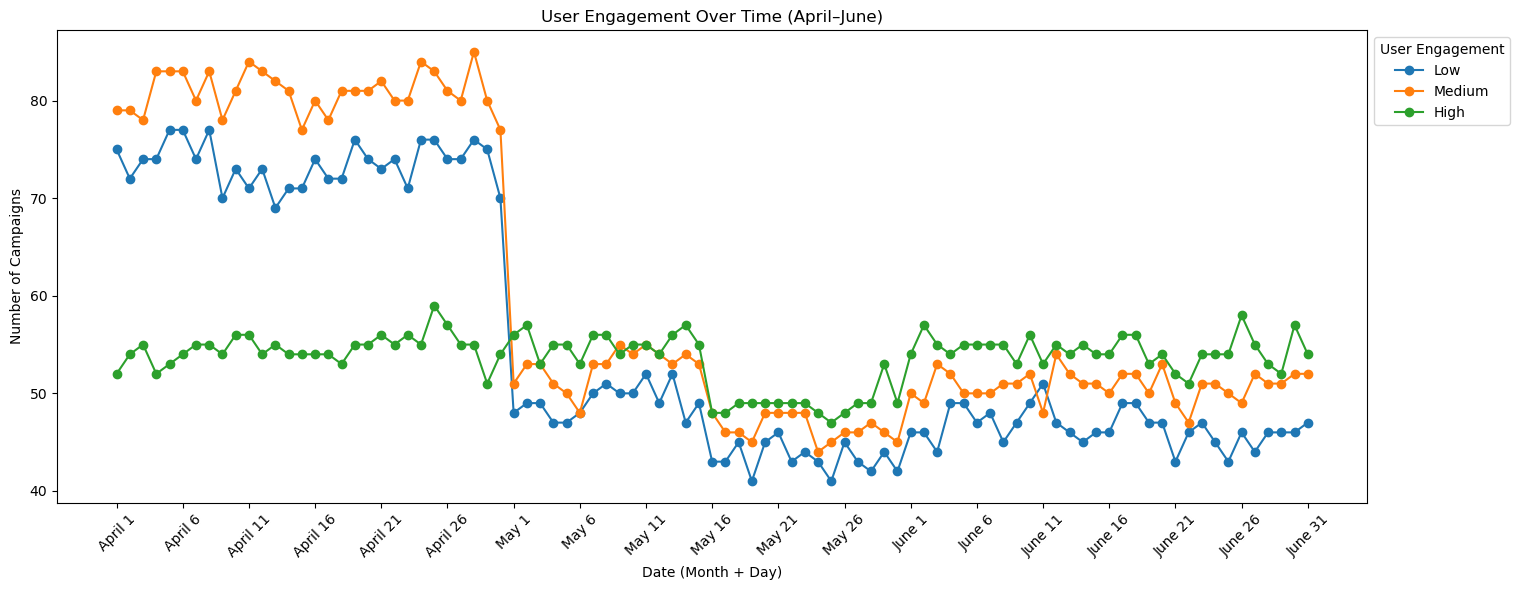 User Engagement Over Time (April–June)
User Engagement
Low
Medium
High
Number of Campaigns
80
70
60
50
40
April 1
April 6
April 11
April 16
April 21
April 26
May 1
May 6
May 11
May 16
May 21
May 26
June 1
June 6
June 11
June 16
June 21
June 26
June 31
Date (Month + Day)